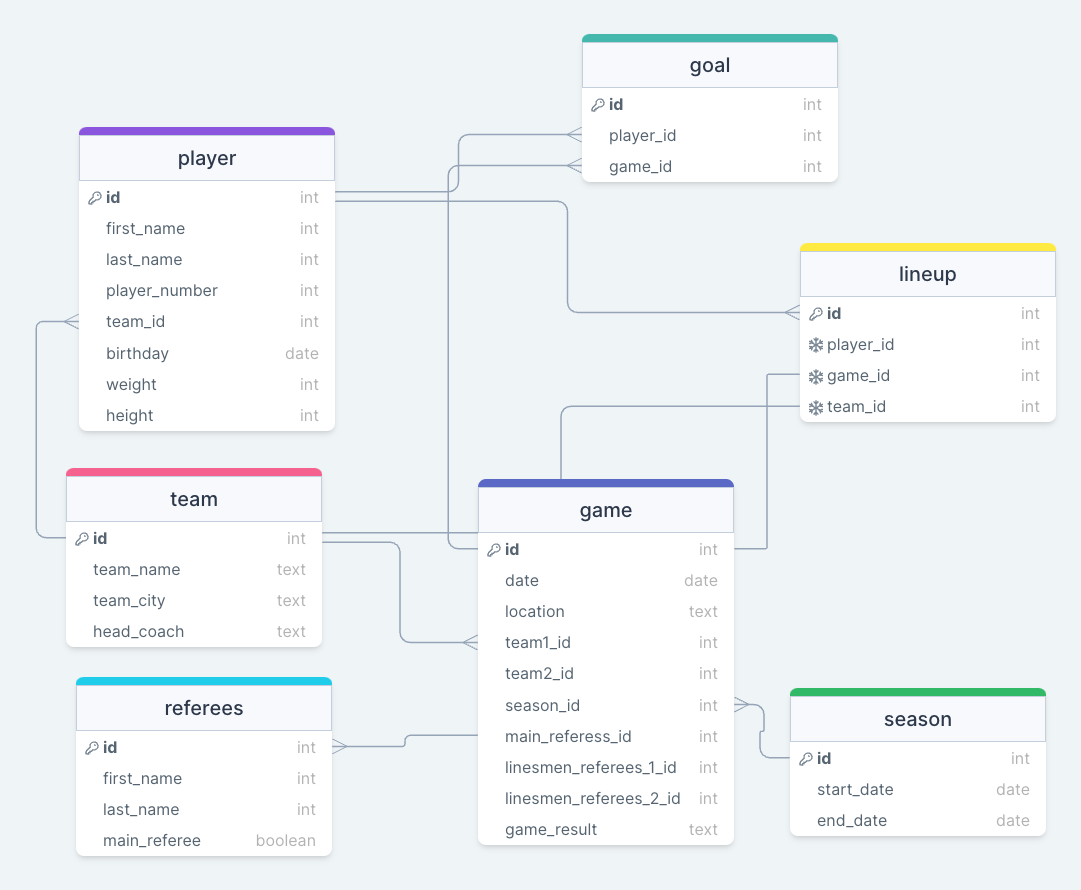 goal
id int
player_id int
game_id int
player
id int
first_name int
last_name int
player_number int
team_id int
birthday date
weight int
height int
lineup
id int
player_id int
game_id int
team_id int
team
id int
team_name text
team_city text
head_coach text
game
id int
date date
location text
team1_id int
team2_id int
season_id int
main_referess_id int
linesmen_referees_1_id int
linesmen_referees_2_id int
game_result text
referees
id int
first_name int
last_name int
main_referee boolean
season
id int
start_date date
end_date date